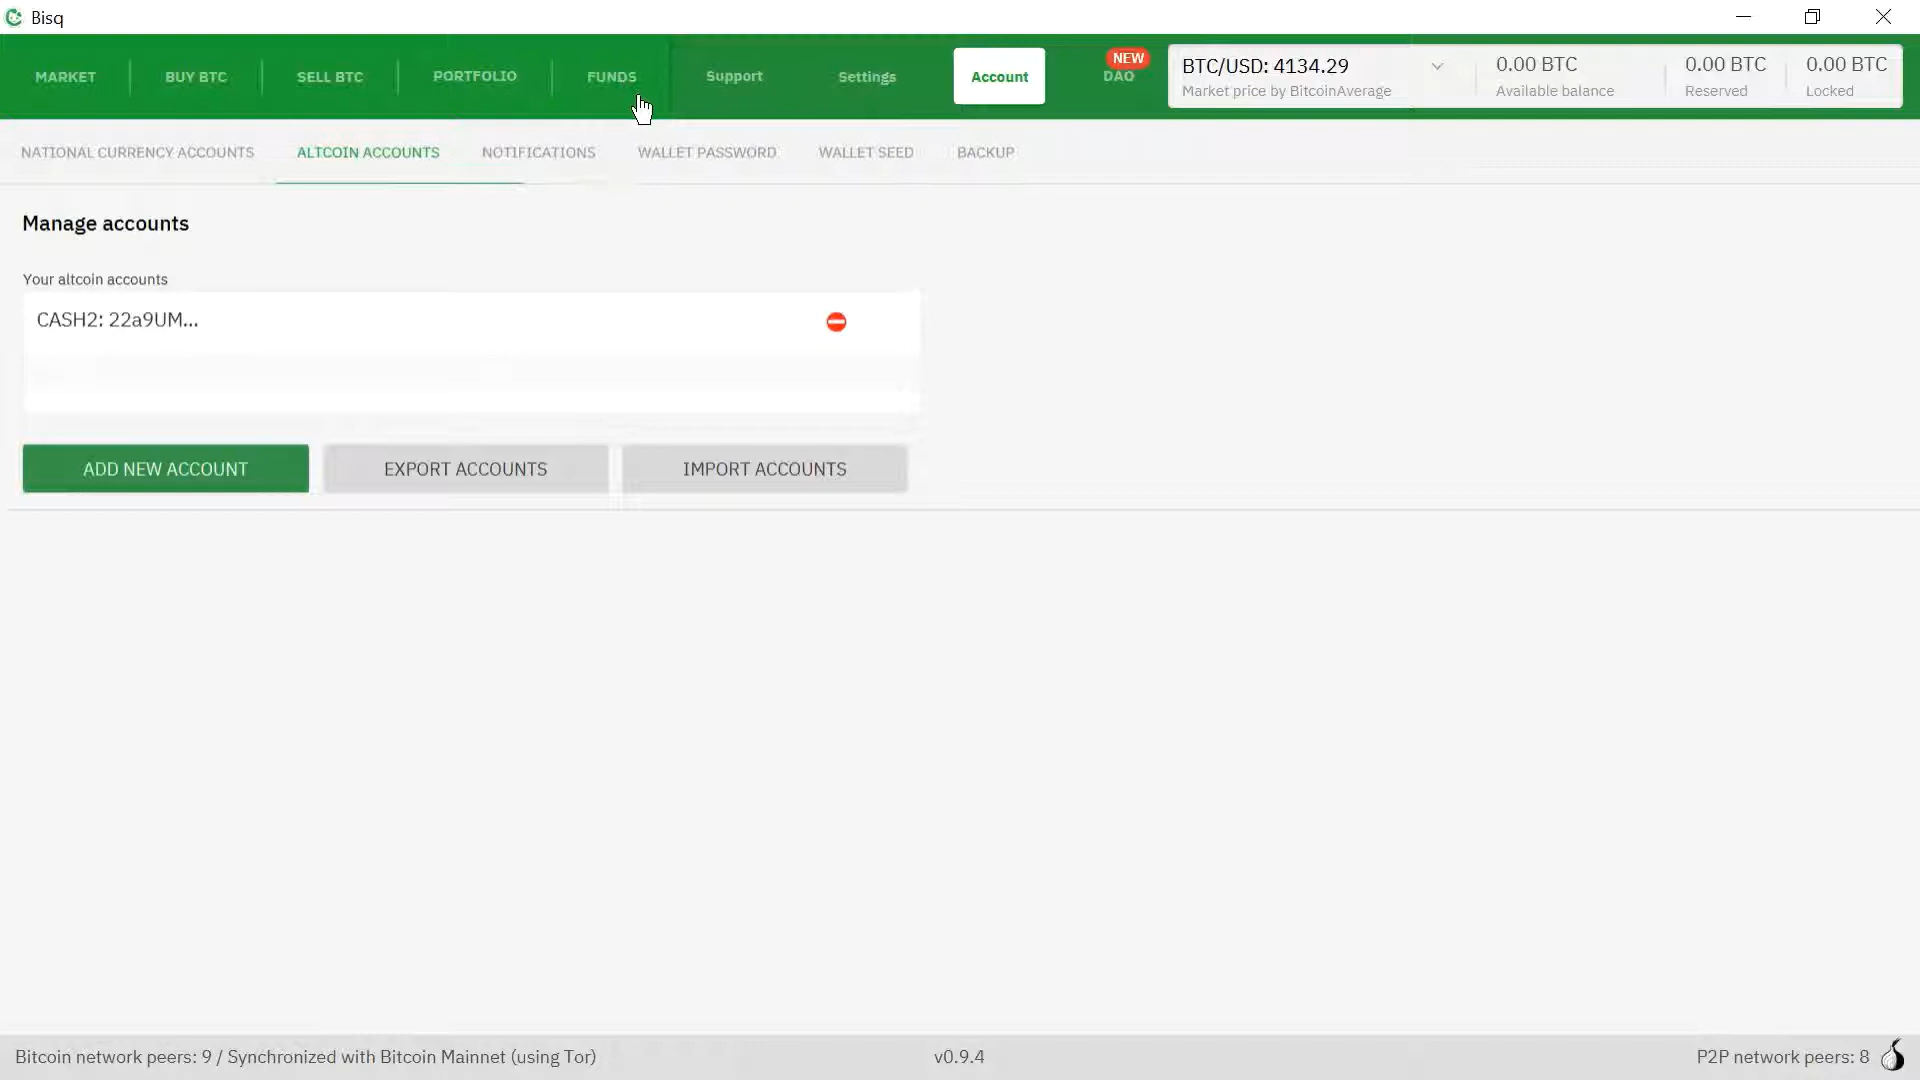 Bisq
MARKET
BUY BTC
SELL BTC
PORTFOLIO
FUNDS
Support
Settings
Account
NEW
DAO
BTC/USD: 4134.29
Market price by BitcoinAverage
0.00 BTC
Available balance
0.00 BTC
Reserved
0.00 BTC
Locked
NATIONAL CURRENCY ACCOUNTS
ALTCOIN ACCOUNTS
NOTIFICATIONS
WALLET PASSWORD
WALLET SEED
BACKUP
Manage accounts
Your altcoin accounts
CASH2: 22a9UM...
ADD NEW ACCOUNT
EXPORT ACCOUNTS
IMPORT ACCOUNTS
Bitcoin network peers: 9 / Synchronized with Bitcoin Mainnet (using Tor)
v0.9.4
P2P network peers: 8